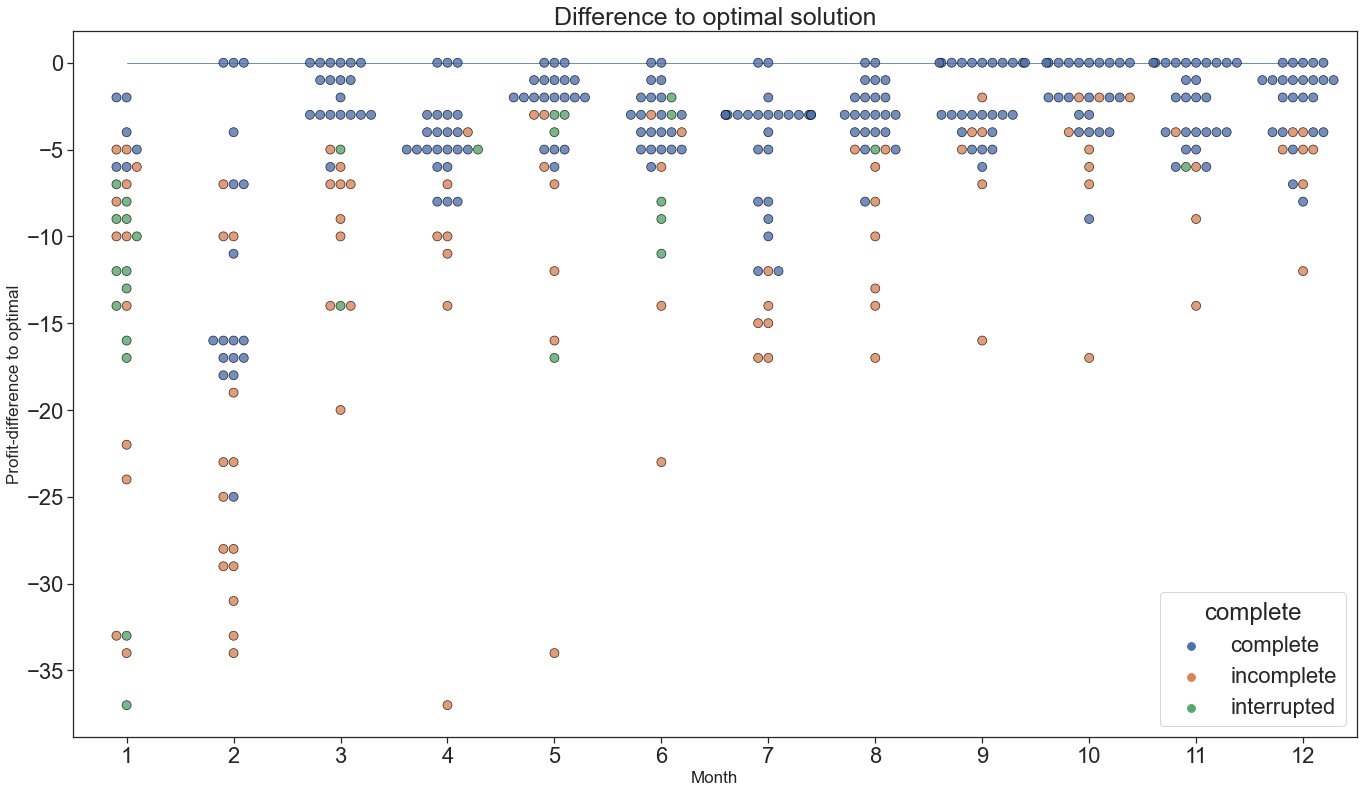 Difference to optimal solution
Profit-difference to optimal
0
−5
−10
−15
−20
−25
−30
−35
1 2 3 4 5 6 7 8 9 10 11 12
Month
complete
complete
incomplete
interrupted